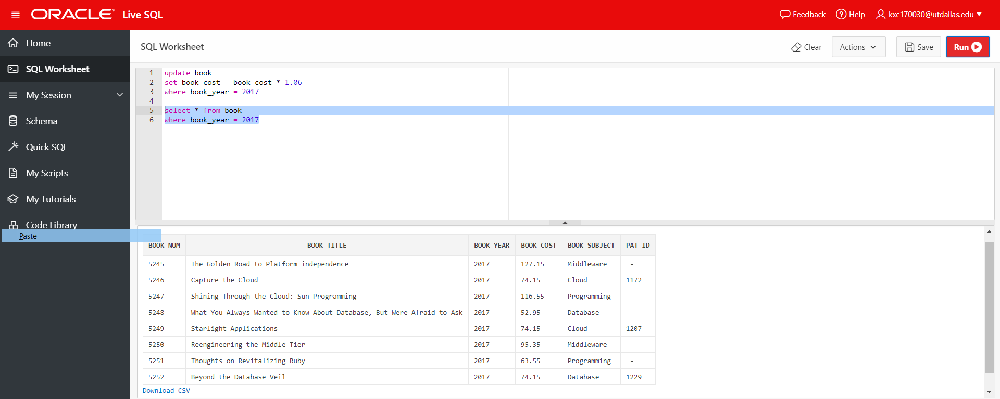 ORACLE Live SQL
Feedback Help kxc170030@utdallas.edu
Home
SQL Worksheet
My Session
Schema
Quick SQL
My Scripts
My Tutorials
Code Library
Paste
SQL Worksheet
Clear Actions Save Run
1 update book
2 set book_cost = book_cost * 1.06
3 where book_year = 2017
4
5 select * from book
6 where book_year = 2017
BOOK_NUM BOOK_TITLE BOOK_YEAR BOOK_COST BOOK_SUBJECT PAT_ID
5245 The Golden Road to Platform independence 2017 127.15 Middleware -
5246 Capture the Cloud 2017 74.15 Cloud 1172
5247 Shining Through the Cloud: Sun Programming 2017 116.55 Programming -
5248 What You Always Wanted to Know About Database, But Were Afraid to Ask 2017 52.95 Database -
5249 Starlight Applications 2017 74.15 Cloud 1207
5250 Reengineering the Middle Tier 2017 95.35 Middleware -
5251 Thoughts on Revitalizing Ruby 2017 63.55 Programming -
5252 Beyond the Database Veil 2017 74.15 Database 1229
Download CSV